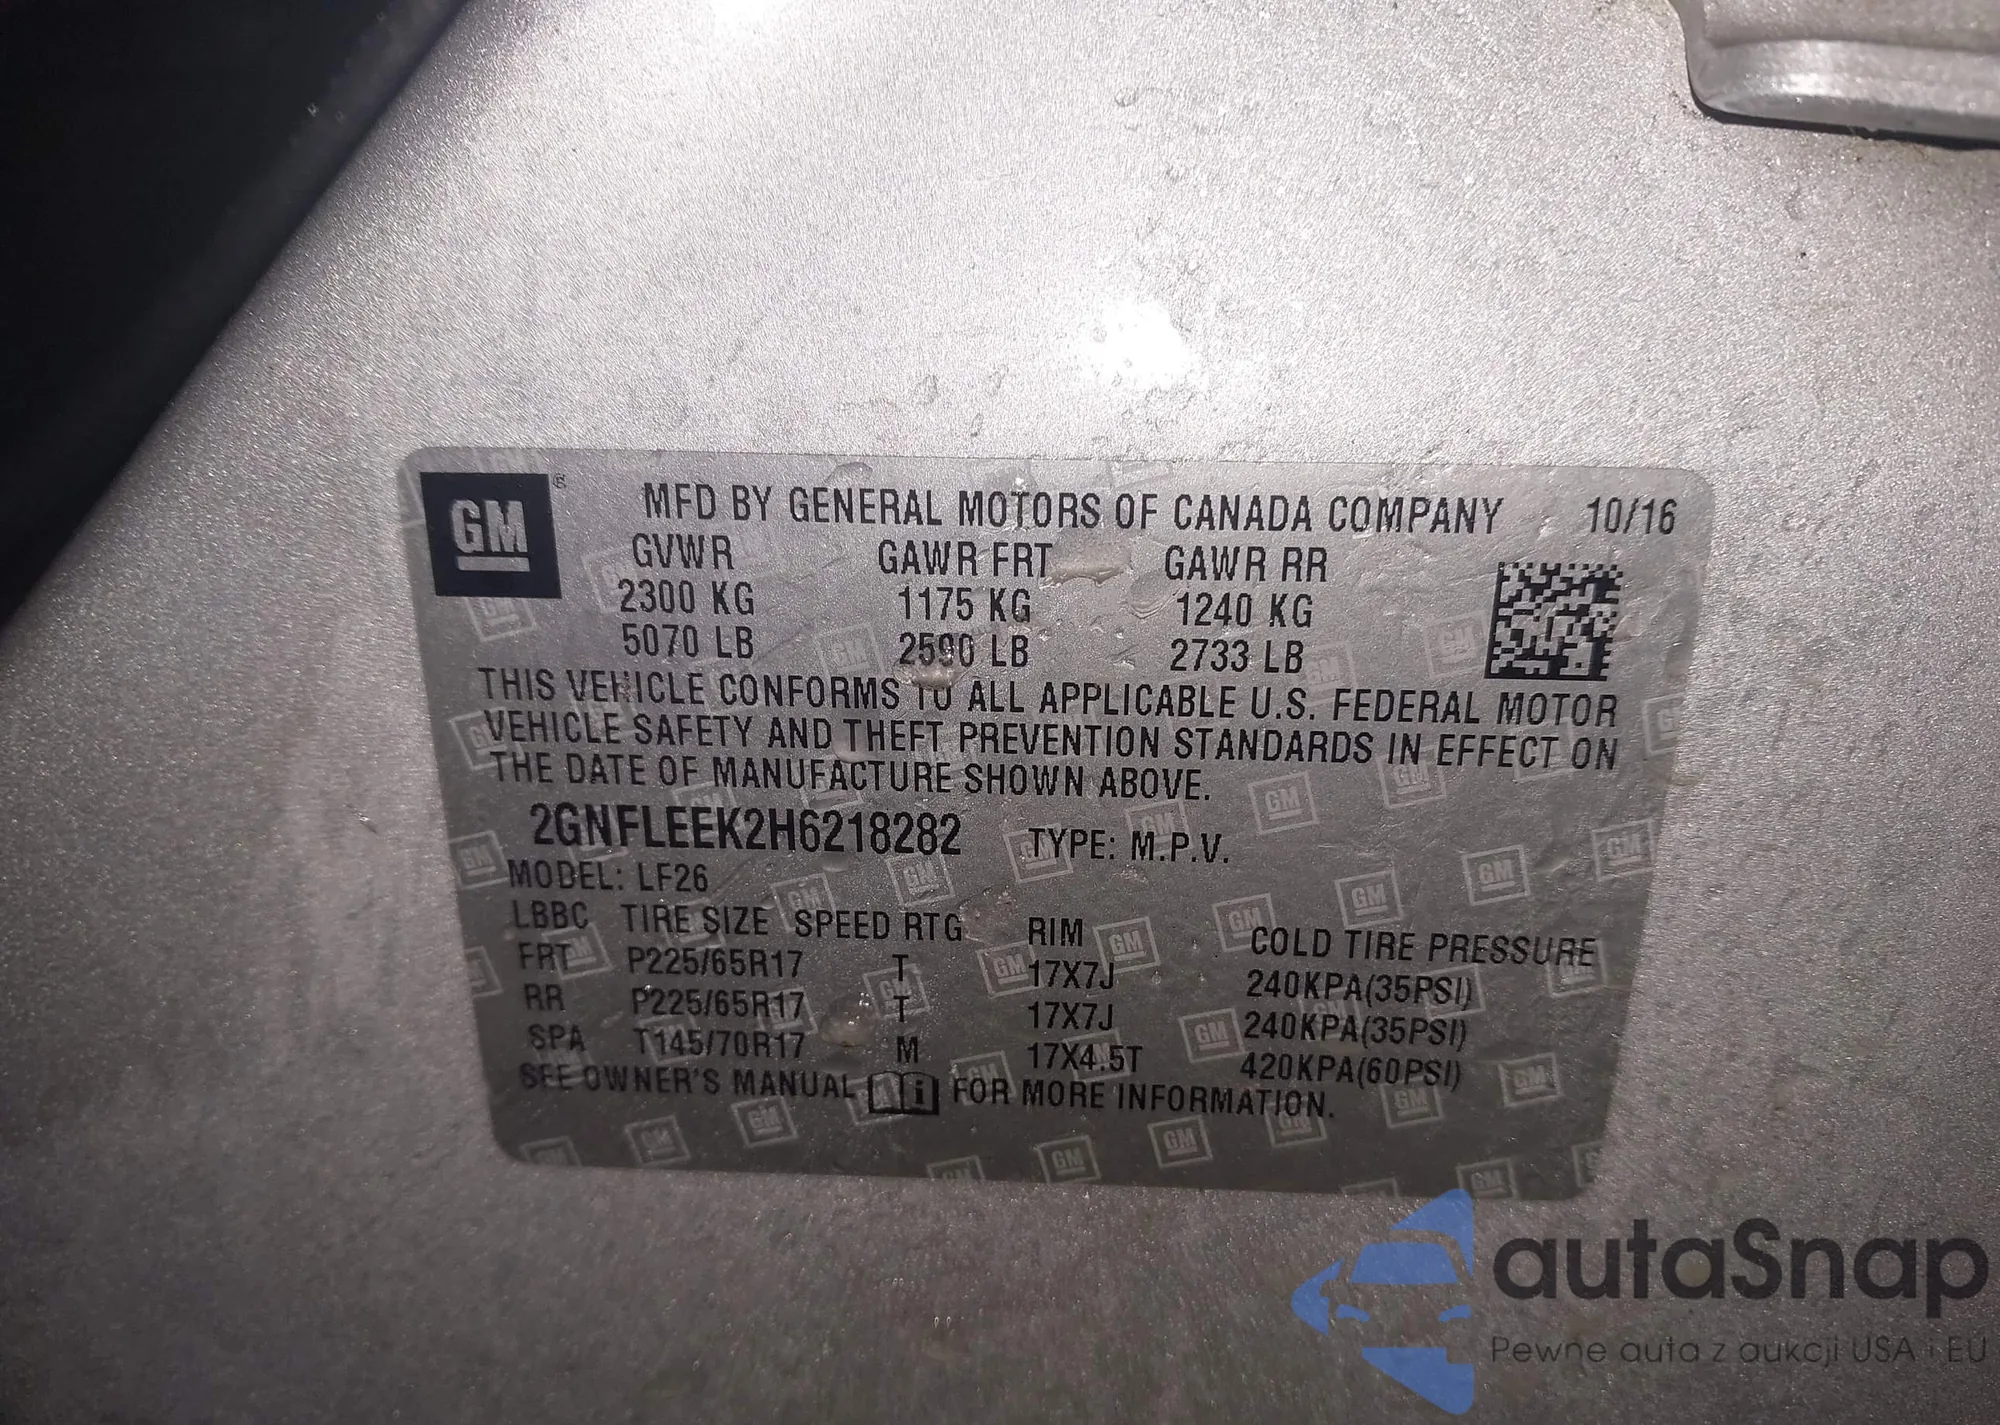 GM
MFD BY GENERAL MOTORS OF CANADA COMPANY 10/16
GVWR GAWR FRT GAWR RR
2300 KG 1175 KG 1240 KG
5070 LB 2590 LB 2733 LB
THIS VEHICLE CONFORMS TO ALL APPLICABLE U.S. FEDERAL MOTOR
VEHICLE SAFETY AND THEFT PREVENTION STANDARDS IN EFFECT ON
THE DATE OF MANUFACTURE SHOWN ABOVE.
2GNFLEEK2H6218282 TYPE: M.P.V.
MODEL: LF26
LBBC TIRE SIZE SPEED RTG RIM COLD TIRE PRESSURE
FRT P225/65R17 T 17X7J 240KPA(35PSI)
RR P225/65R17 T 17X7J 240KPA(35PSI)
SPA T145/70R17 M 17X4.5T 420KPA(60PSI)
SEE OWNER'S MANUAL i FOR MORE INFORMATION.
autaSnap
Pewne auta z aukcji USA i EU